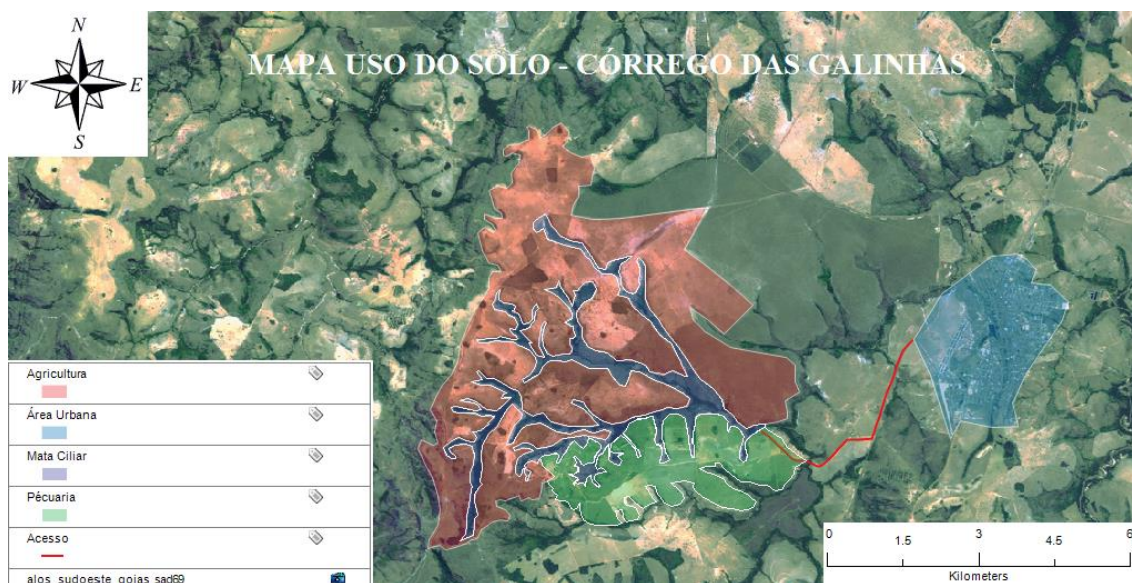 N
W E
S
MAPA USO DO SOLO - CÓRREGO DAS GALINHAS
Agricultura
Área Urbana
Mata Ciliar
Pécuaria
Acesso
alos_sudoeste_goias_sad69
0 1.5 3 4.5 6
Kilometers